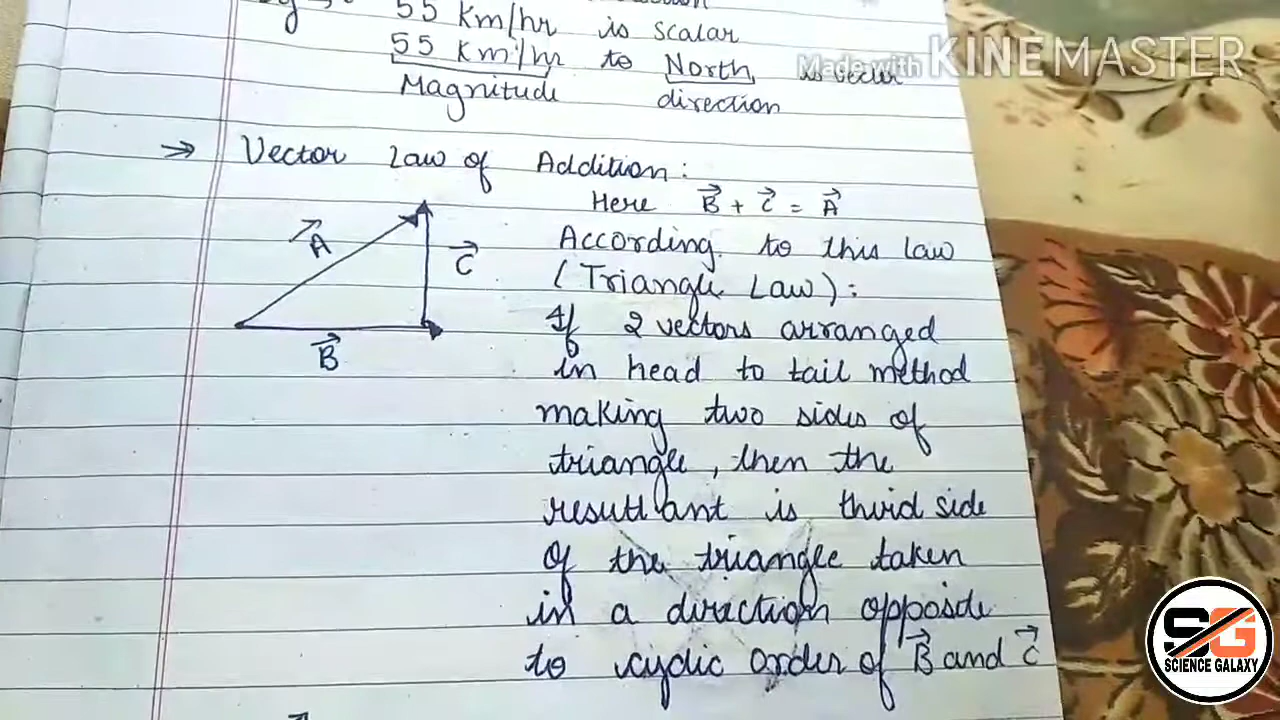 55 Km/hr is scalar
55 Km/hr to North is vector
Magnitude direction
Made with KINEMASTER
→ Vector Law of Addition:
Here B⃗ + C⃗ = A⃗
A⃗
C⃗
B⃗
According to this law
(Triangle Law):
If 2 vectors arranged
in head to tail method
making two sides of
triangle, then the
resultant is third side
of the triangle taken
in a direction opposite
to cyclic order of B⃗ and C⃗
SG
SCIENCE GALAXY